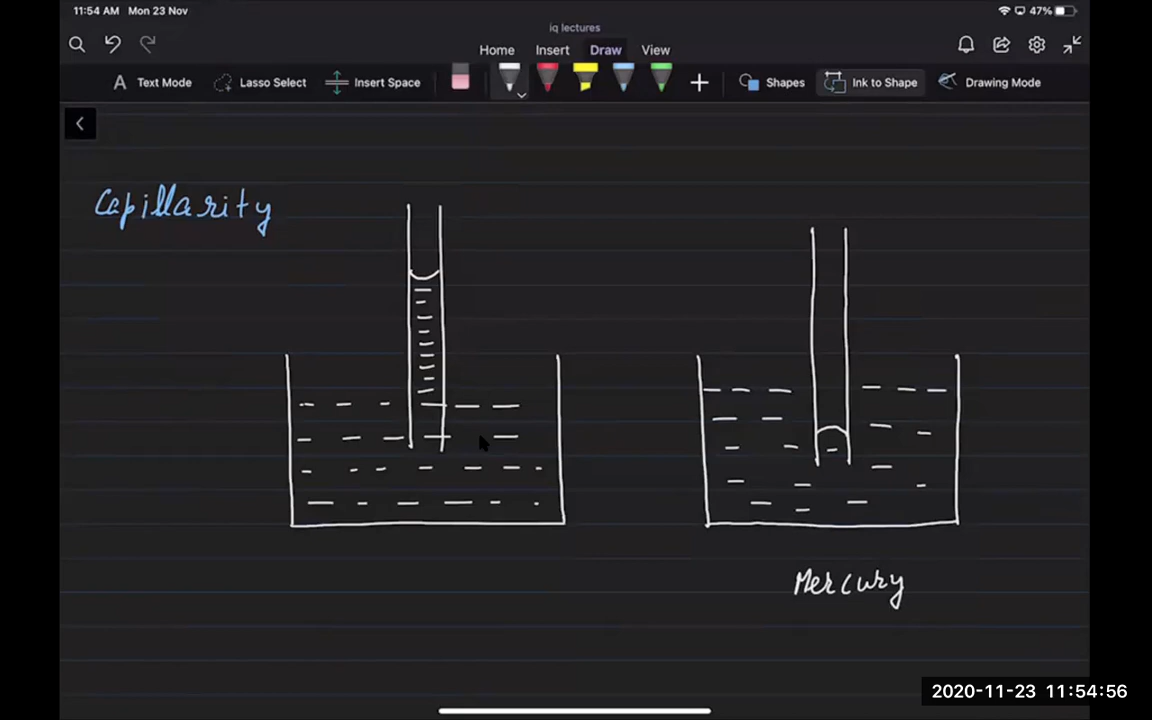 11:54 AM Mon 23 Nov
47%
iq lectures
Home Insert Draw View
A Text Mode Lasso Select Insert Space Shapes Ink to Shape Drawing Mode
Capillarity
Mercury
2020-11-23 11:54:56